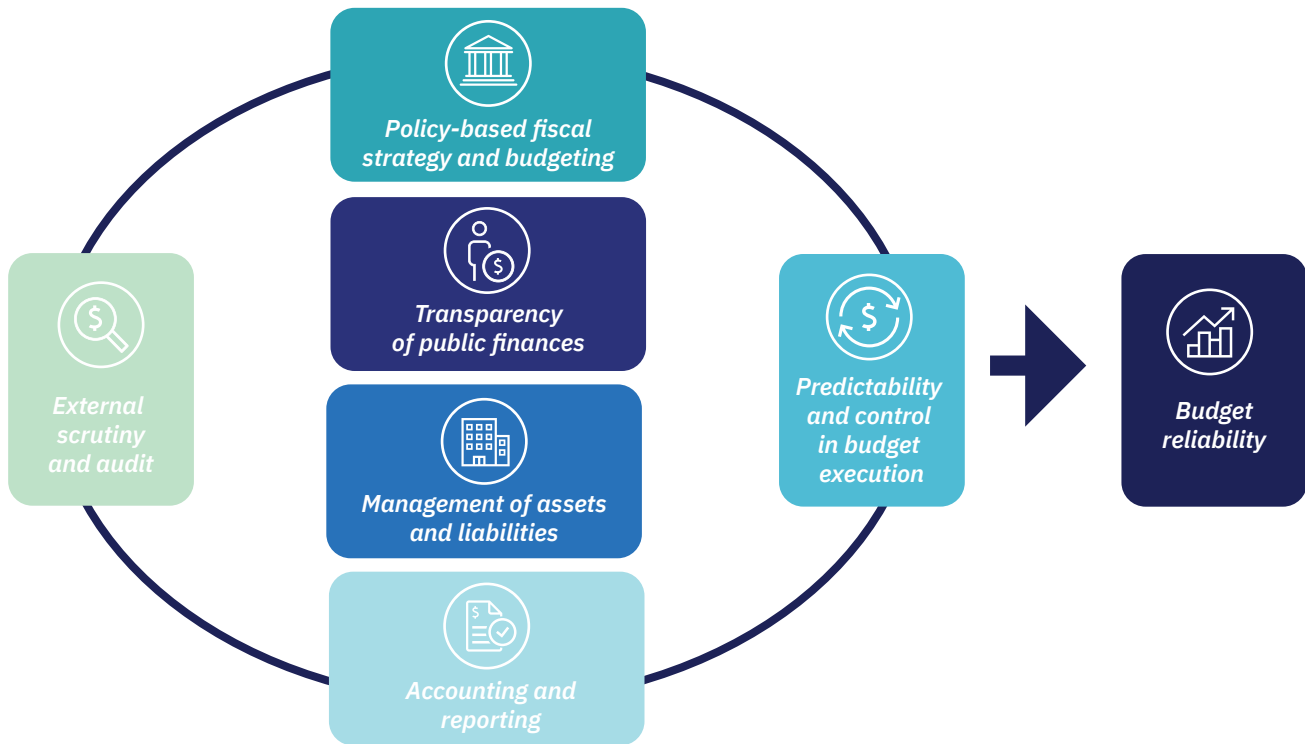 Policy-based fiscal
strategy and budgeting
$
Transparency
of public finances
$
External
scrutiny
and audit
$
Predictability
and control
in budget
execution
Budget
reliability
Management of assets
and liabilities
$
Accounting and
reporting